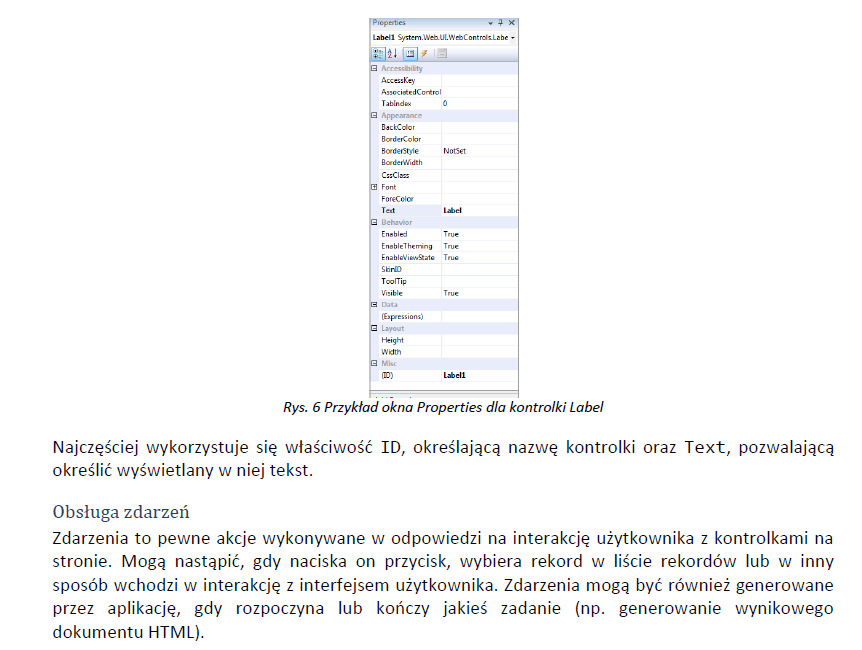 Properties
Label1 System.Web.UI.WebControls.Labe
Accessibility
AccessKey
AssociatedControl
TabIndex 0
Appearance
BackColor
BorderColor
BorderStyle NotSet
BorderWidth
CssClass
Font
ForeColor
Text Label
Behavior
Enabled True
EnableTheming True
EnableViewState True
SkinID
ToolTip
Visible True
Data
(Expressions)
Layout
Height
Width
Misc
(ID) Label1
Rys. 6 Przykład okna Properties dla kontrolki Label
Najczęściej wykorzystuje się właściwość ID, określającą nazwę kontrolki oraz Text, pozwalającą
określić wyświetlany w niej tekst.
Obsługa zdarzeń
Zdarzenia to pewne akcje wykonywane w odpowiedzi na interakcję użytkownika z kontrolkami na
stronie. Mogą nastąpić, gdy naciska on przycisk, wybiera rekord w liście rekordów lub w inny
sposób wchodzi w interakcję z interfejsem użytkownika. Zdarzenia mogą być również generowane
przez aplikację, gdy rozpoczyna lub kończy jakieś zadanie (np. generowanie wynikowego
dokumentu HTML).